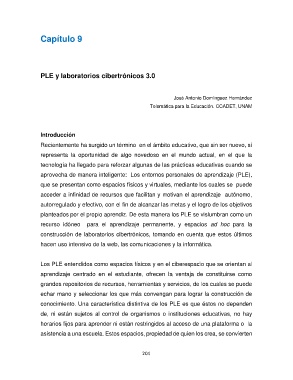 Capítulo 9
PLE y laboratorios cibertrónicos 3.0
José Antonio Domínguez Hernández
Telemática para la Educación. CCADET, UNAM
Introducción
Recientemente ha surgido un término en el ámbito educativo, que sin ser nuevo, si
representa la oportunidad de algo novedoso en el mundo actual, en el que la
tecnología ha llegado para reforzar algunas de las prácticas educativas cuando se
aprovecha de manera inteligente: Los entornos personales de aprendizaje (PLE),
que se presentan como espacios físicos y virtuales, mediante los cuales se puede
acceder a infinidad de recursos que facilitan y motivan el aprendizaje autónomo,
autorregulado y efectivo, con el fin de alcanzar las metas y el logro de los objetivos
planteados por el propio aprendiz. De esta manera los PLE se vislumbran como un
recurso idóneo para el aprendizaje permanente, y espacios ad hoc para la
construcción de laboratorios cibertrónicos, tomando en cuenta que estos últimos
hacen uso intensivo de la web, las comunicaciones y la informática.
Los PLE entendidos como espacios físicos y en el ciberespacio que se orientan al
aprendizaje centrado en el estudiante, ofrecen la ventaja de constituirse como
grandes repositorios de recursos, herramientas y servicios, de los cuales se puede
echar mano y seleccionar los que más convengan para lograr la construcción de
conocimiento. Una característica distintiva de los PLE es que éstos no dependen
de, ni están sujetos al control de organismos o instituciones educativas, no hay
horarios fijos para aprender ni están restringidos al acceso de una plataforma o la
asistencia a una escuela. Estos espacios, propiedad de quien los crea, se convierten
204